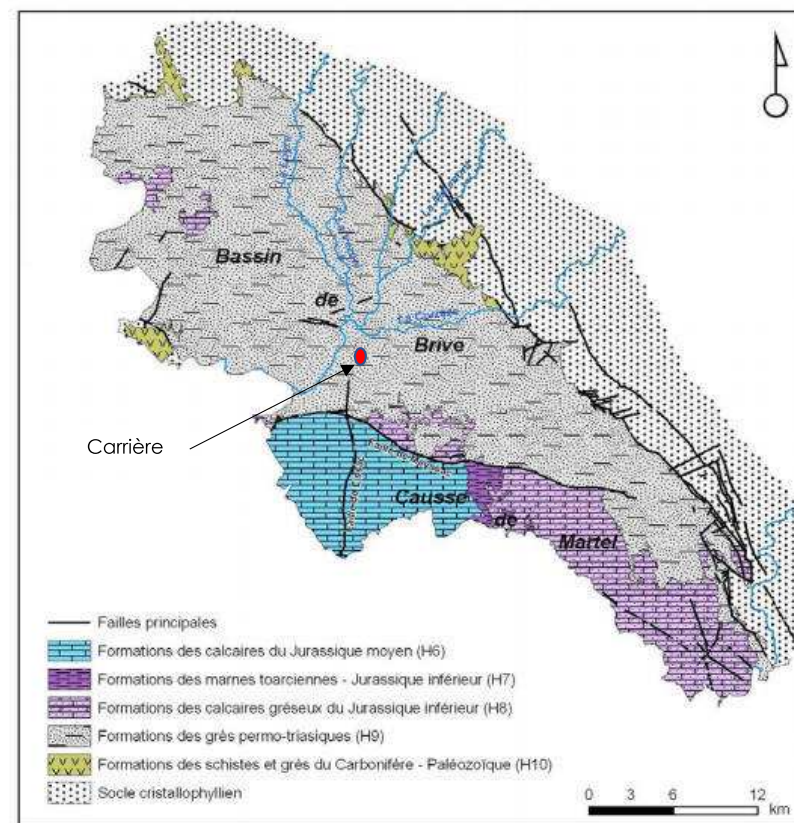 Bassin
de
Brive
La Corrèze
Carrière
Causse
de
Martel
Failles principales
Formations des calcaires du Jurassique moyen (H6)
Formations des marnes toarciennes - Jurassique inférieur (H7)
Formations des calcaires gréseux du Jurassique inférieur (H8)
Formations des grès permo-triasiques (H9)
Formations des schistes et grès du Carbonifère - Paléozoïque (H10)
Socle cristallophyllien
0 3 6 12
km